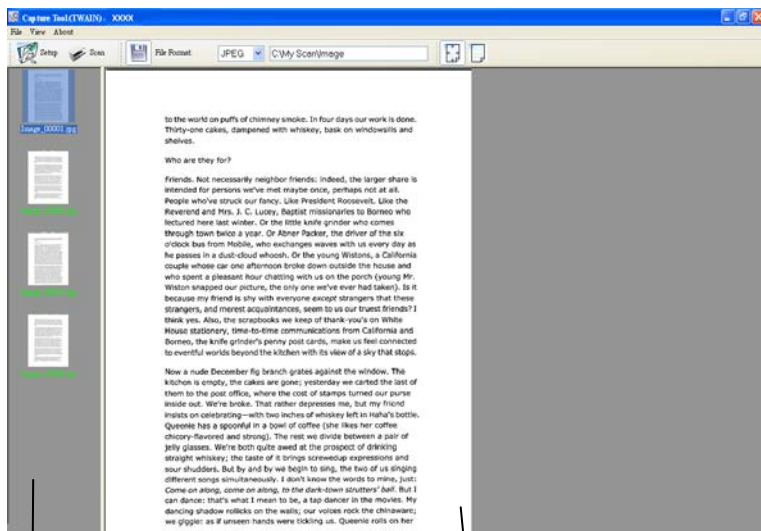 Capture Tool(TWAIN) - XXXX
File View About
Setup Scan File Format JPEG C:\My Scan\Image
Image_00001.jpg
to the world on puffs of chimney smoke. In four days our work is done.
Thirty-one cakes, dampened with whiskey, bask on windowsills and
shelves.
Who are they for?
Friends. Not necessarily neighbor friends: indeed, the larger share is
intended for persons we've met maybe once, perhaps not at all.
People who've struck our fancy. Like President Roosevelt. Like the
Reverend and Mrs. J. C. Lucey, Baptist missionaries to Borneo who
lectured here last winter. Or the little knife grinder who comes
through town twice a year. Or Abner Packer, the driver of the six
o'clock bus from Mobile, who exchanges waves with us every day as
he passes in a dust-cloud whoosh. Or the young Wistons, a California
couple whose car one afternoon broke down outside the house and
who spent a pleasant hour chatting with us on the porch (young Mr.
Wiston snapped our picture, the only one we've ever had taken). Is it
because my friend is shy with everyone except strangers that these
strangers, and merest acquaintances, seem to us our truest friends? I
think yes. Also, the scrapbooks we keep of thank-you's on White
House stationery, time-to-time communications from California and
Borneo, the knife grinder's penny post cards, make us feel connected
to eventful worlds beyond the kitchen with its view of a sky that stops.
Now a nude December fig branch grates against the window. The
kitchen is empty, the cakes are gone; yesterday we carted the last of
them to the post office, where the cost of stamps turned our purse
inside out. We're broke. That rather depresses me, but my friend
insists on celebrating—with two inches of whiskey left in Haha's bottle.
Queenie has a spoonful in a bowl of coffee (she likes her coffee
chicory-flavored and strong). The rest we divide between a pair of
jelly glasses. We're both quite awed at the prospect of drinking
straight whiskey; the taste of it brings screwedup expressions and
sour shudders. But by and by we begin to sing, the two of us singing
different songs simultaneously. I don't know the words to mine, just:
Come on along, come on along, to the dark-town strutters' ball. But I
can dance: that's what I mean to be, a tap dancer in the movies. My
dancing shadow rollicks on the walls; our voices rock the chinaware;
we giggle: as if unseen hands were tickling us. Queenie rolls on her